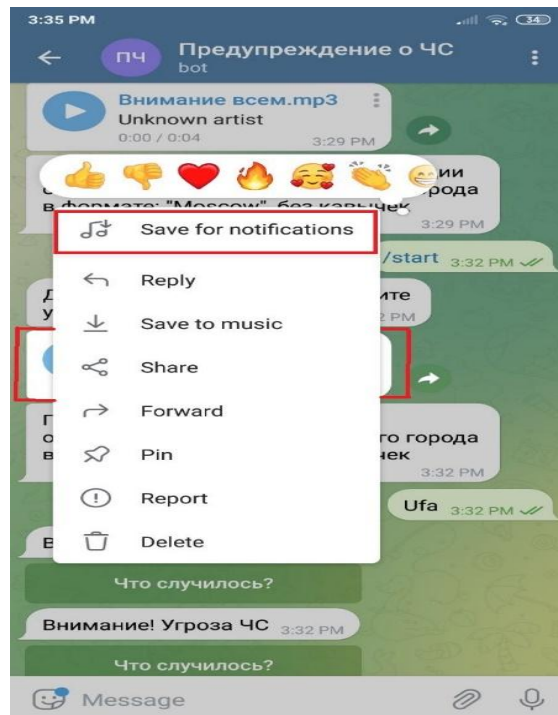 3:35 PM
34
ПЧ
Предупреждение о ЧС
bot
Внимание всем.mp3
Unknown artist
0:00 / 0:04
3:29 PM
ии
рода
в формате: "Moscow", без кавычек
3:29 PM
Save for notifications
/start 3:32 PM
Reply
ите
у
PM
Save to music
Share
Forward
П
о
го города
в
чек
Pin
3:32 PM
Report
Ufa 3:32 PM
В
Delete
Что случилось?
Внимание! Угроза ЧС 3:32 PM
Что случилось?
Message